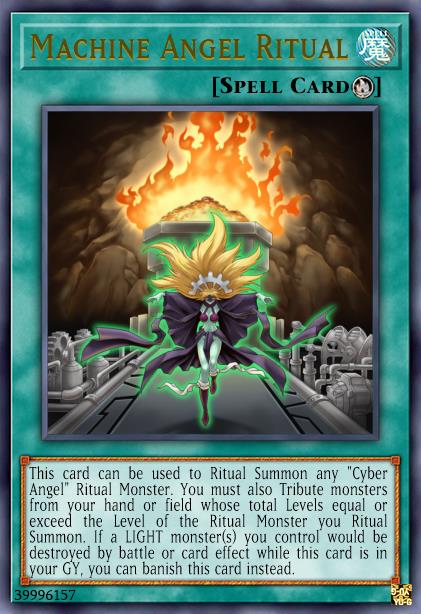 MACHINE ANGEL RITUAL
SPELL
魔
[SPELL CARD]
This card can be used to Ritual Summon any "Cyber
Angel" Ritual Monster. You must also Tribute monsters
from your hand or field whose total Levels equal or
exceed the Level of the Ritual Monster you Ritual
Summon. If a LIGHT monster(s) you control would be
destroyed by battle or card effect while this card is in
your GY, you can banish this card instead.
39996157